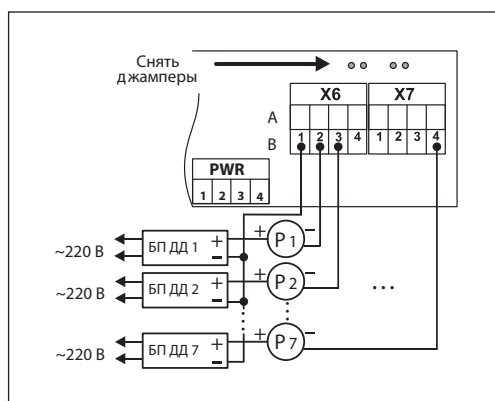 Снять
джамперы
X6 X7
A
B
1 2 3 4 1 2 3 4
PWR
1 2 3 4
~220 В БП ДД 1 + − + P 1 −
~220 В БП ДД 2 + − + P 2 − ...
~220 В БП ДД 7 + − + P 7 −